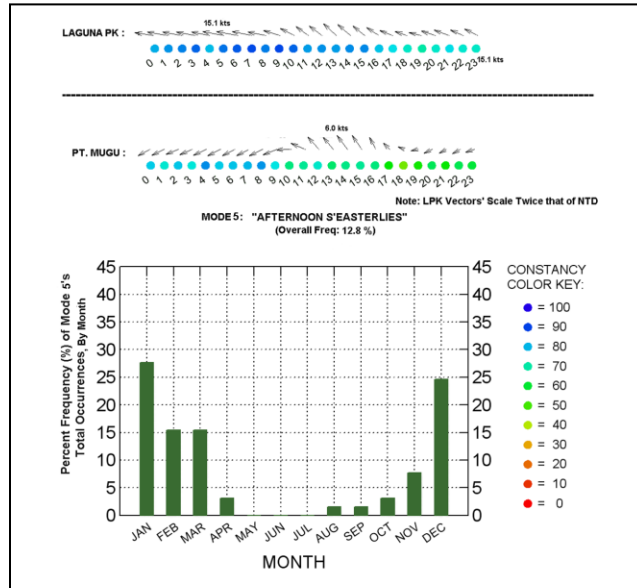 15.1 kts
LAGUNA PK :
0 1 2 3 4 5 6 7 8 9 10 11 12 13 14 15 16 17 18 19 20 21 22 23 15.1 kts
6.0 kts
PT. MUGU :
0 1 2 3 4 5 6 7 8 9 10 11 12 13 14 15 16 17 18 19 20 21 22 23
Note: LPK Vectors' Scale Twice that of NTD
MODE 5: "AFTERNOON S'EASTERLIES"
(Overall Freq: 12.8 %)
Percent Frequency (%) of Mode 5's
Total Occurrences, By Month
45 45
40 40
35 35
30 30
25 25
20 20
15 15
10 10
5 5
0 0
JAN FEB MAR APR MAY JUN JUL AUG SEP OCT NOV DEC
MONTH
CONSTANCY
COLOR KEY:
= 100
= 90
= 80
= 70
= 60
= 50
= 40
= 30
= 20
= 10
= 0